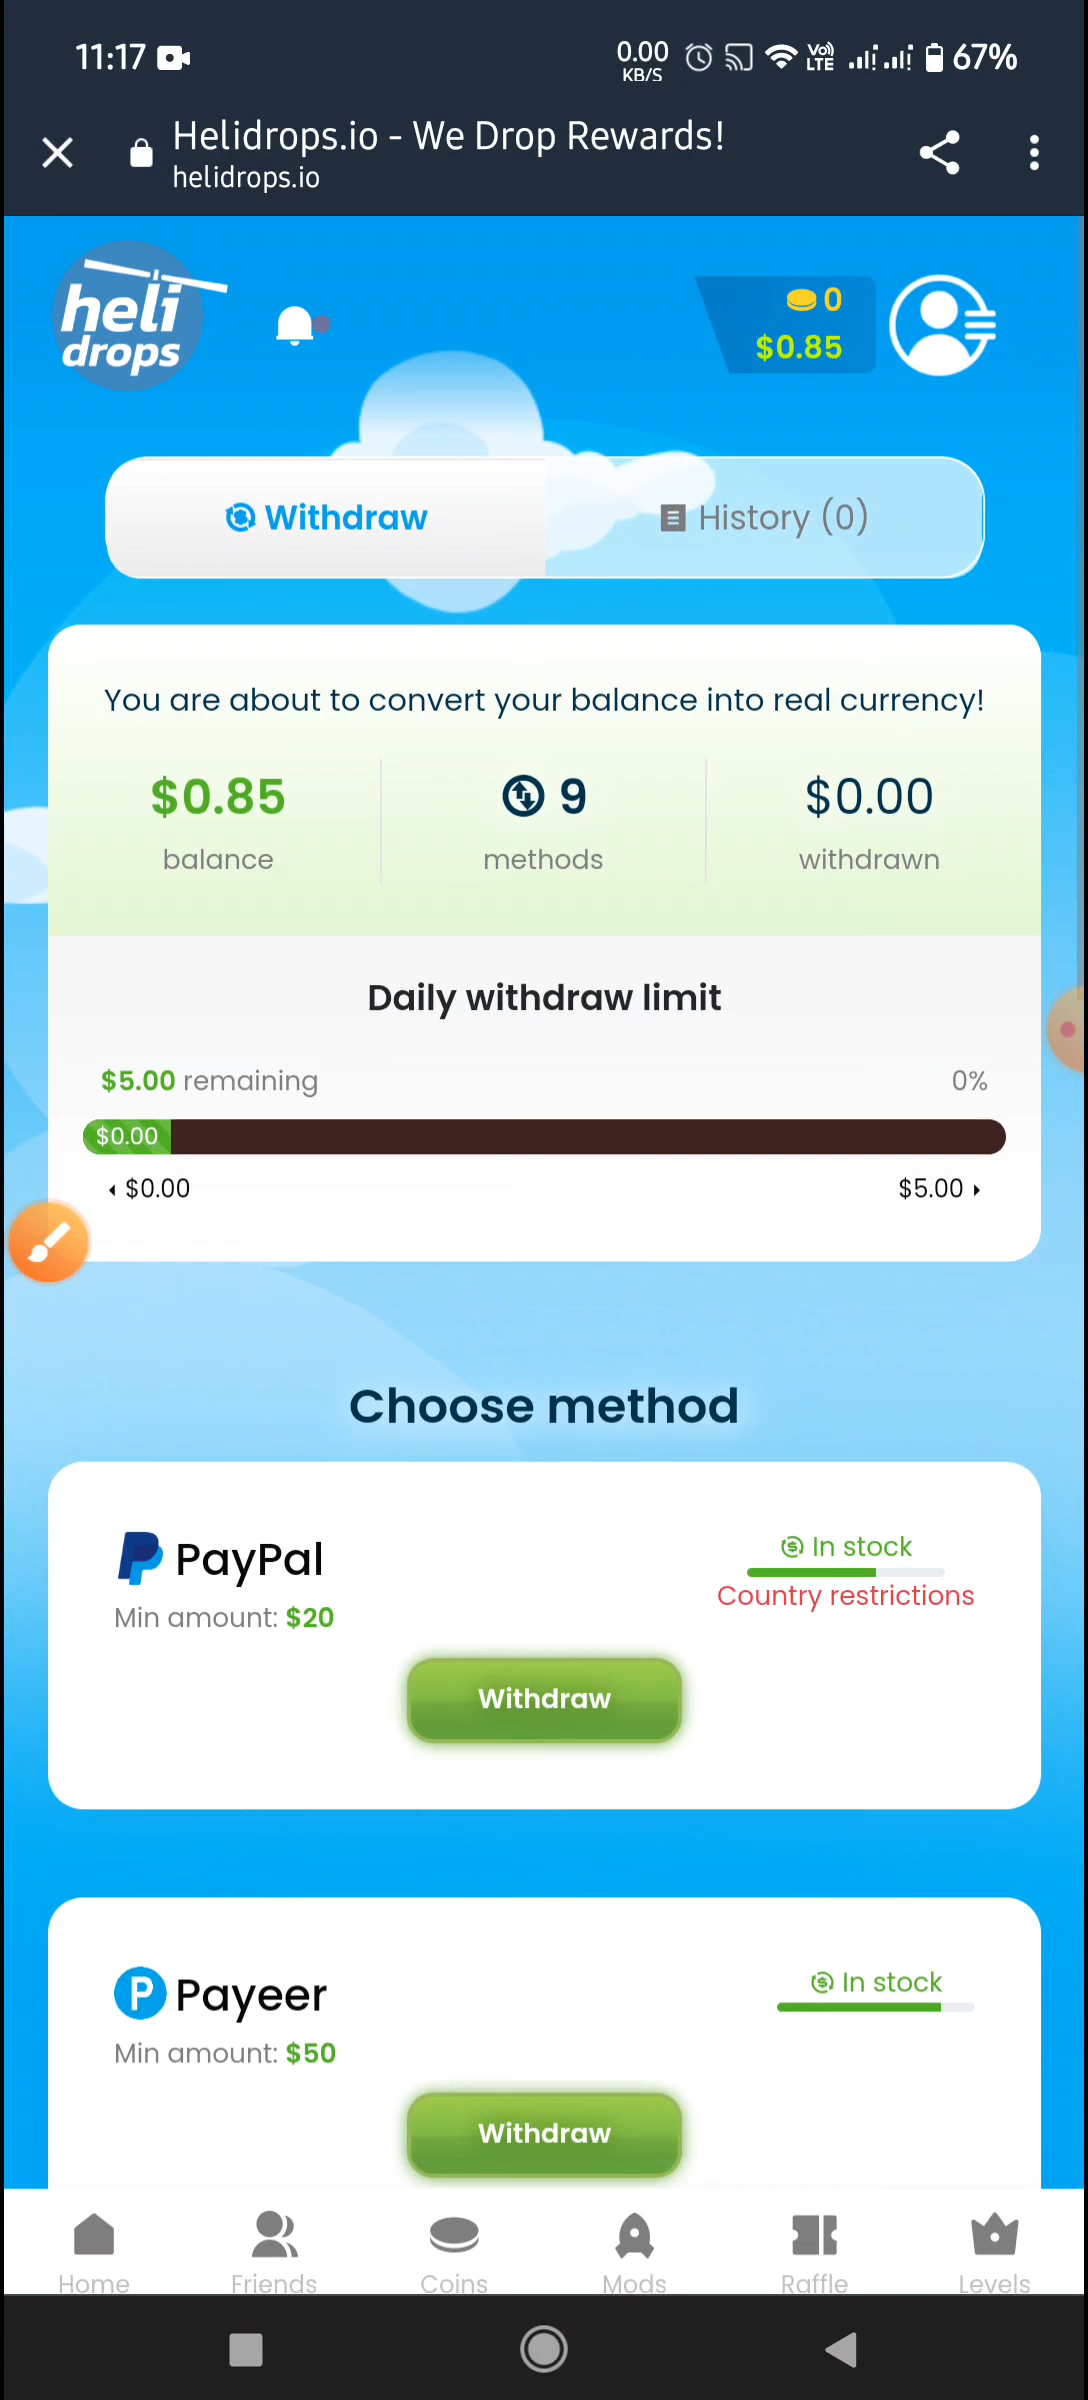 11:17
0.00
KB/S
Vo))
LTE
67%
Helidrops.io - We Drop Rewards!
helidrops.io
heli
drops
0
$0.85
Withdraw
History (0)
You are about to convert your balance into real currency!
$0.85
9
$0.00
balance
methods
withdrawn
Daily withdraw limit
$5.00 remaining
0%
$0.00
$0.00
$5.00
Choose method
PayPal
In stock
Country restrictions
Min amount: $20
Withdraw
Payeer
In stock
Min amount: $50
Withdraw
Home
Friends
Coins
Mods
Raffle
Levels